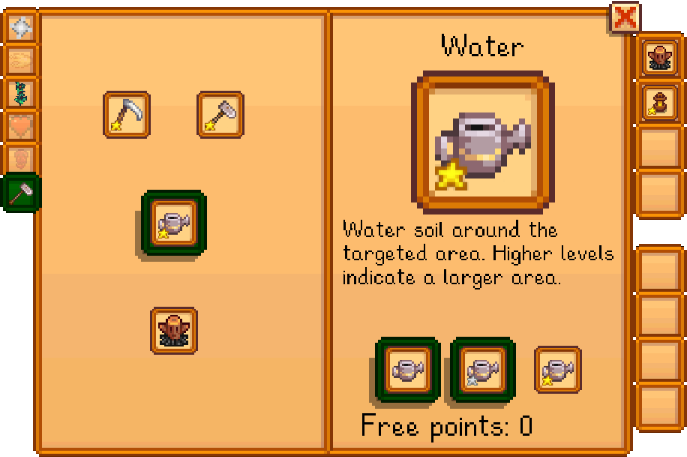 Water
Water soil around the
targeted area. Higher levels
indicate a larger area.
Free points: 0